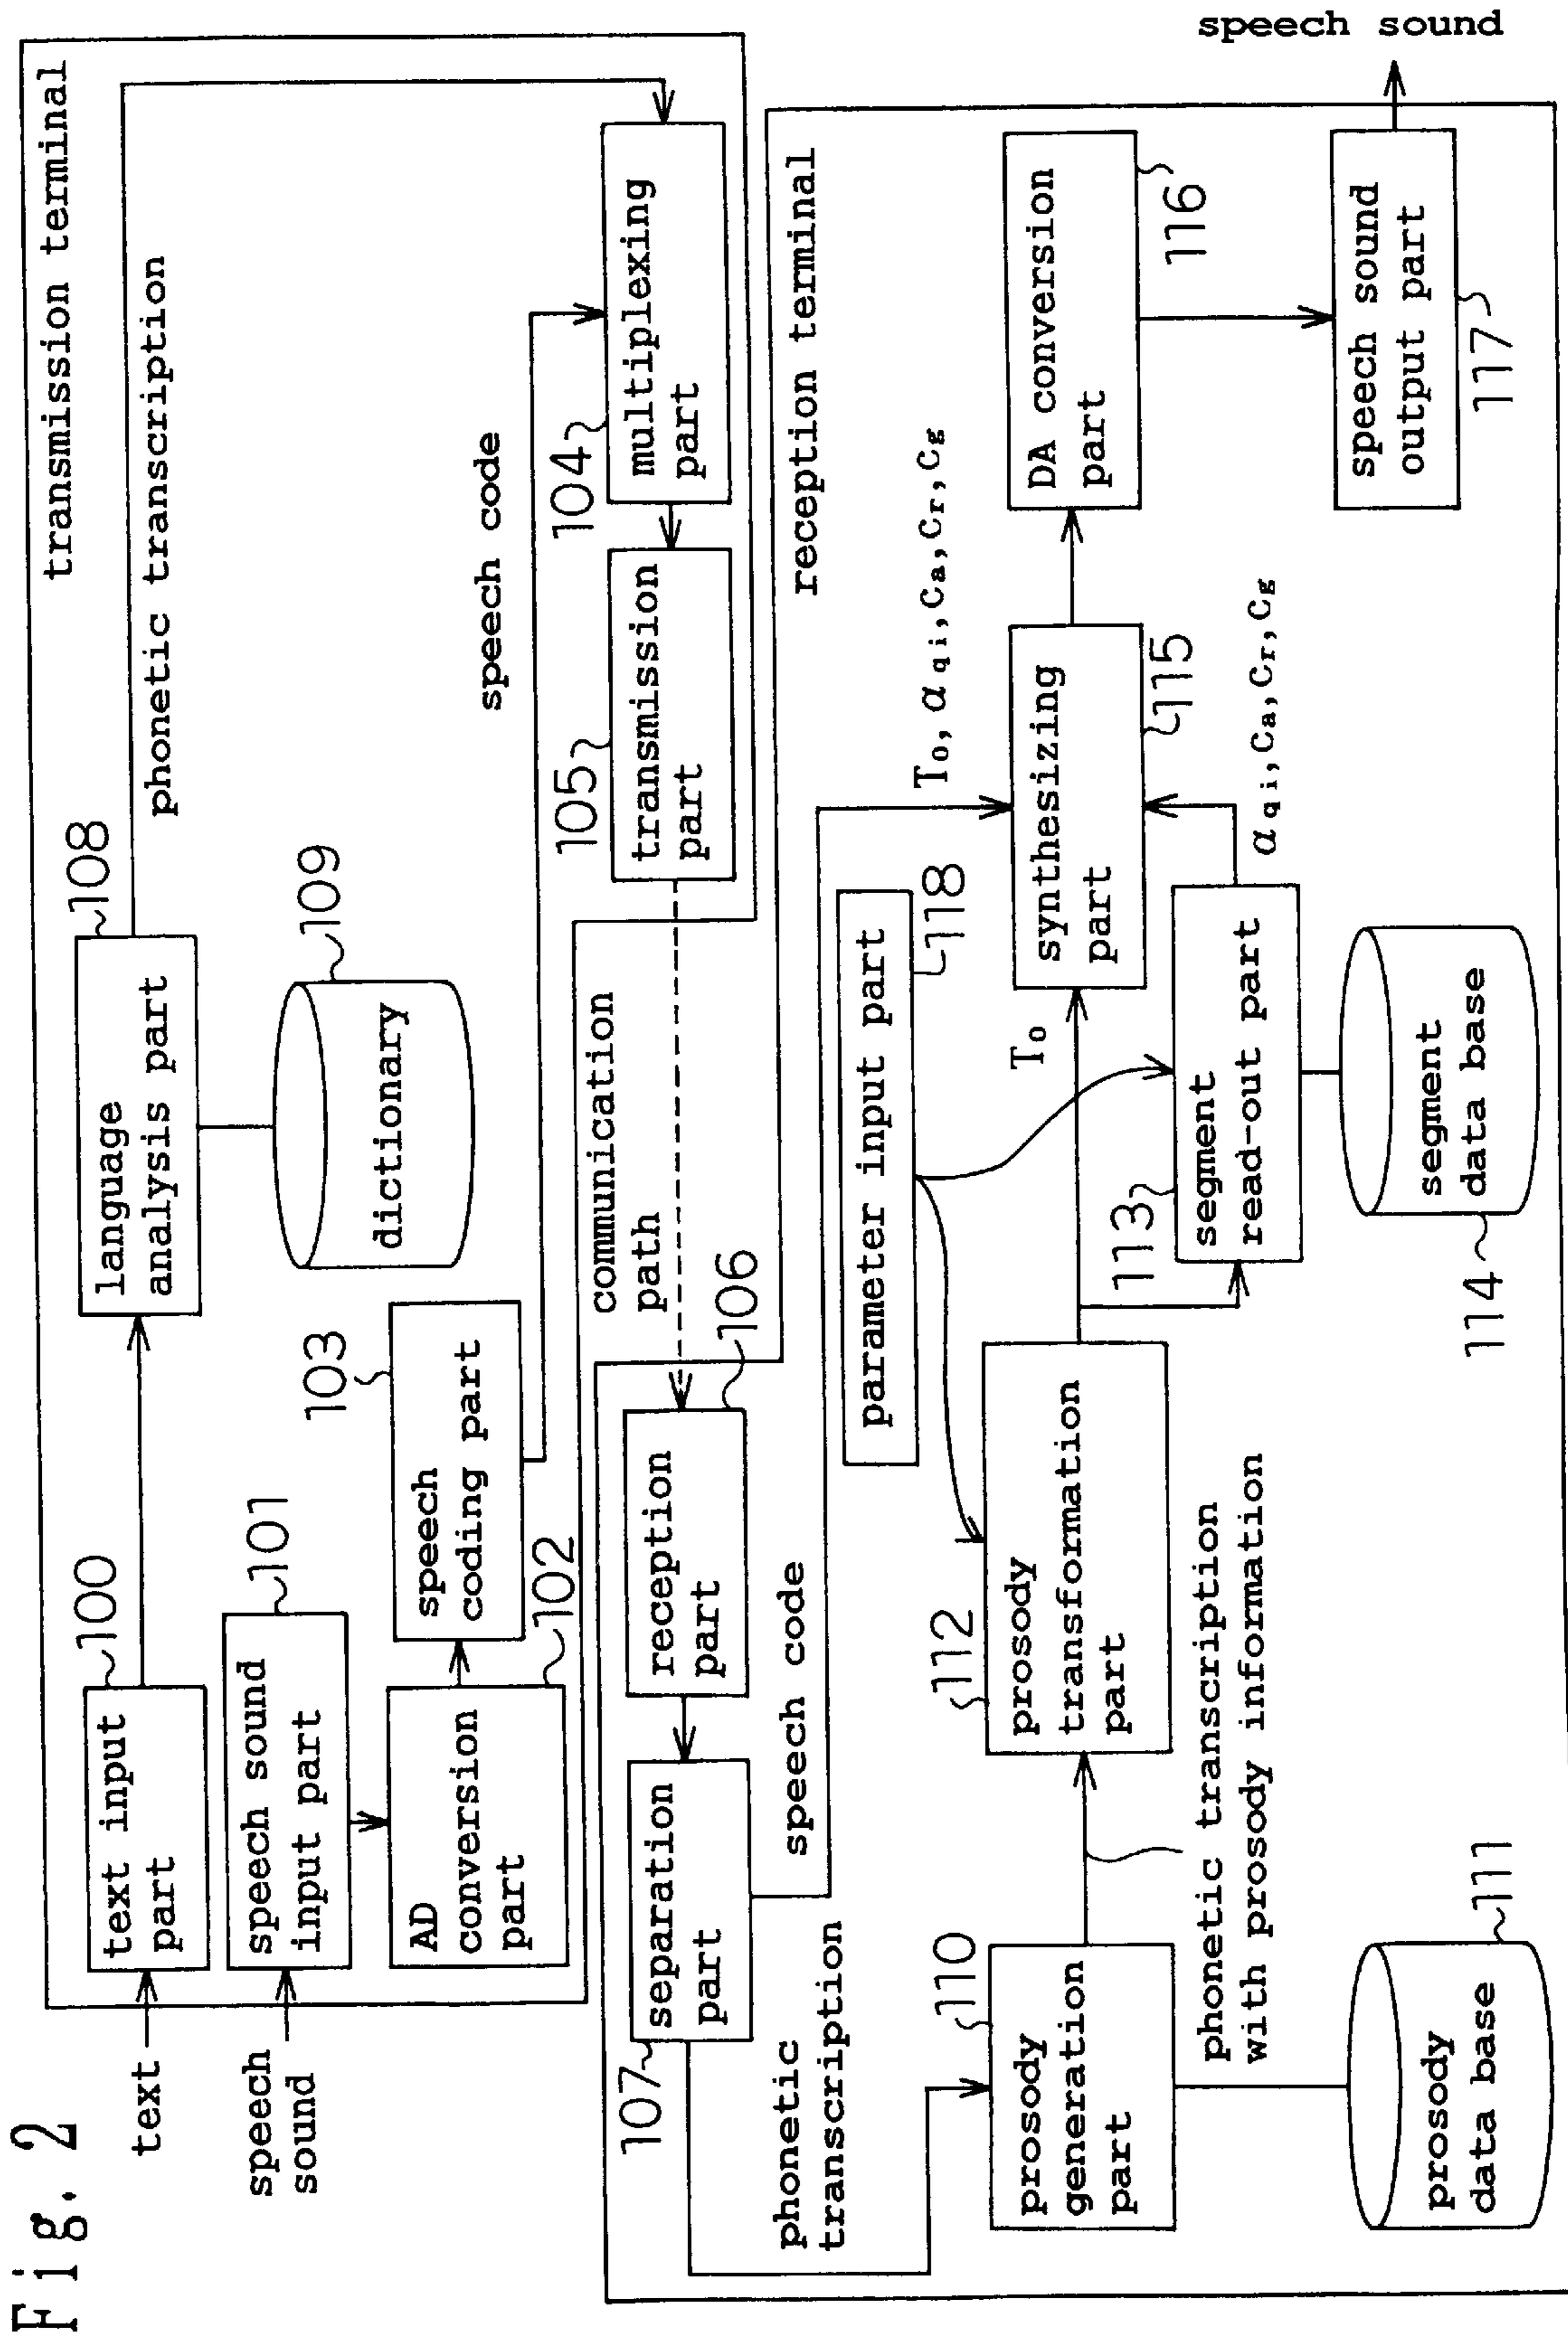 Fig. 2
transmission terminal
text
text input
part
100
language
analysis part
108
phonetic transcription
dictionary
109
speech
sound
speech sound
input part
101
AD
conversion
part
102
speech
coding part
103
speech code
multiplexing
part
104
transmission
part
105
communication
path
reception terminal
reception
part
106
separation
part
107
speech code
phonetic
transcription
parameter input part
118
T0, αqi, Ca, Cr, Cg
prosody
generation
part
110
prosody
data base
111
phonetic transcription
with prosody information
prosody
transformation
part
112
T0
segment
read-out part
113
segment
data base
114
αqi, Ca, Cr, Cg
synthesizing
part
115
DA conversion
part
116
speech sound
output part
117
speech sound